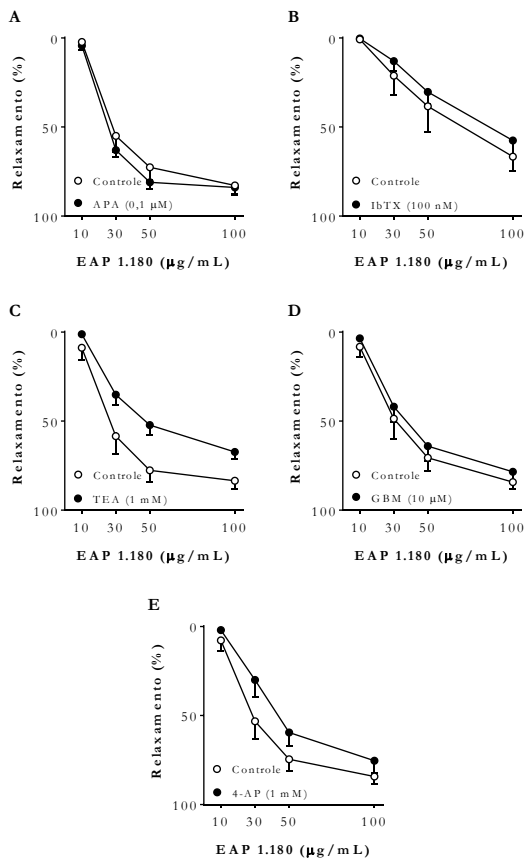 A
Relaxamento (%)
0
50
100
Controle
APA (0,1 µM)
10 30 50 100
EAP 1.180 (µg/mL)
B
Relaxamento (%)
0
50
100
Controle
IbTX (100 nM)
10 30 50 100
EAP 1.180 (µg/mL)
C
Relaxamento (%)
0
50
100
Controle
TEA (1 mM)
10 30 50 100
EAP 1.180 (µg/mL)
D
Relaxamento (%)
0
50
100
Controle
GBM (10 µM)
10 30 50 100
EAP 1.180 (µg/mL)
E
Relaxamento (%)
0
50
100
Controle
4-AP (1 mM)
10 30 50 100
EAP 1.180 (µg/mL)